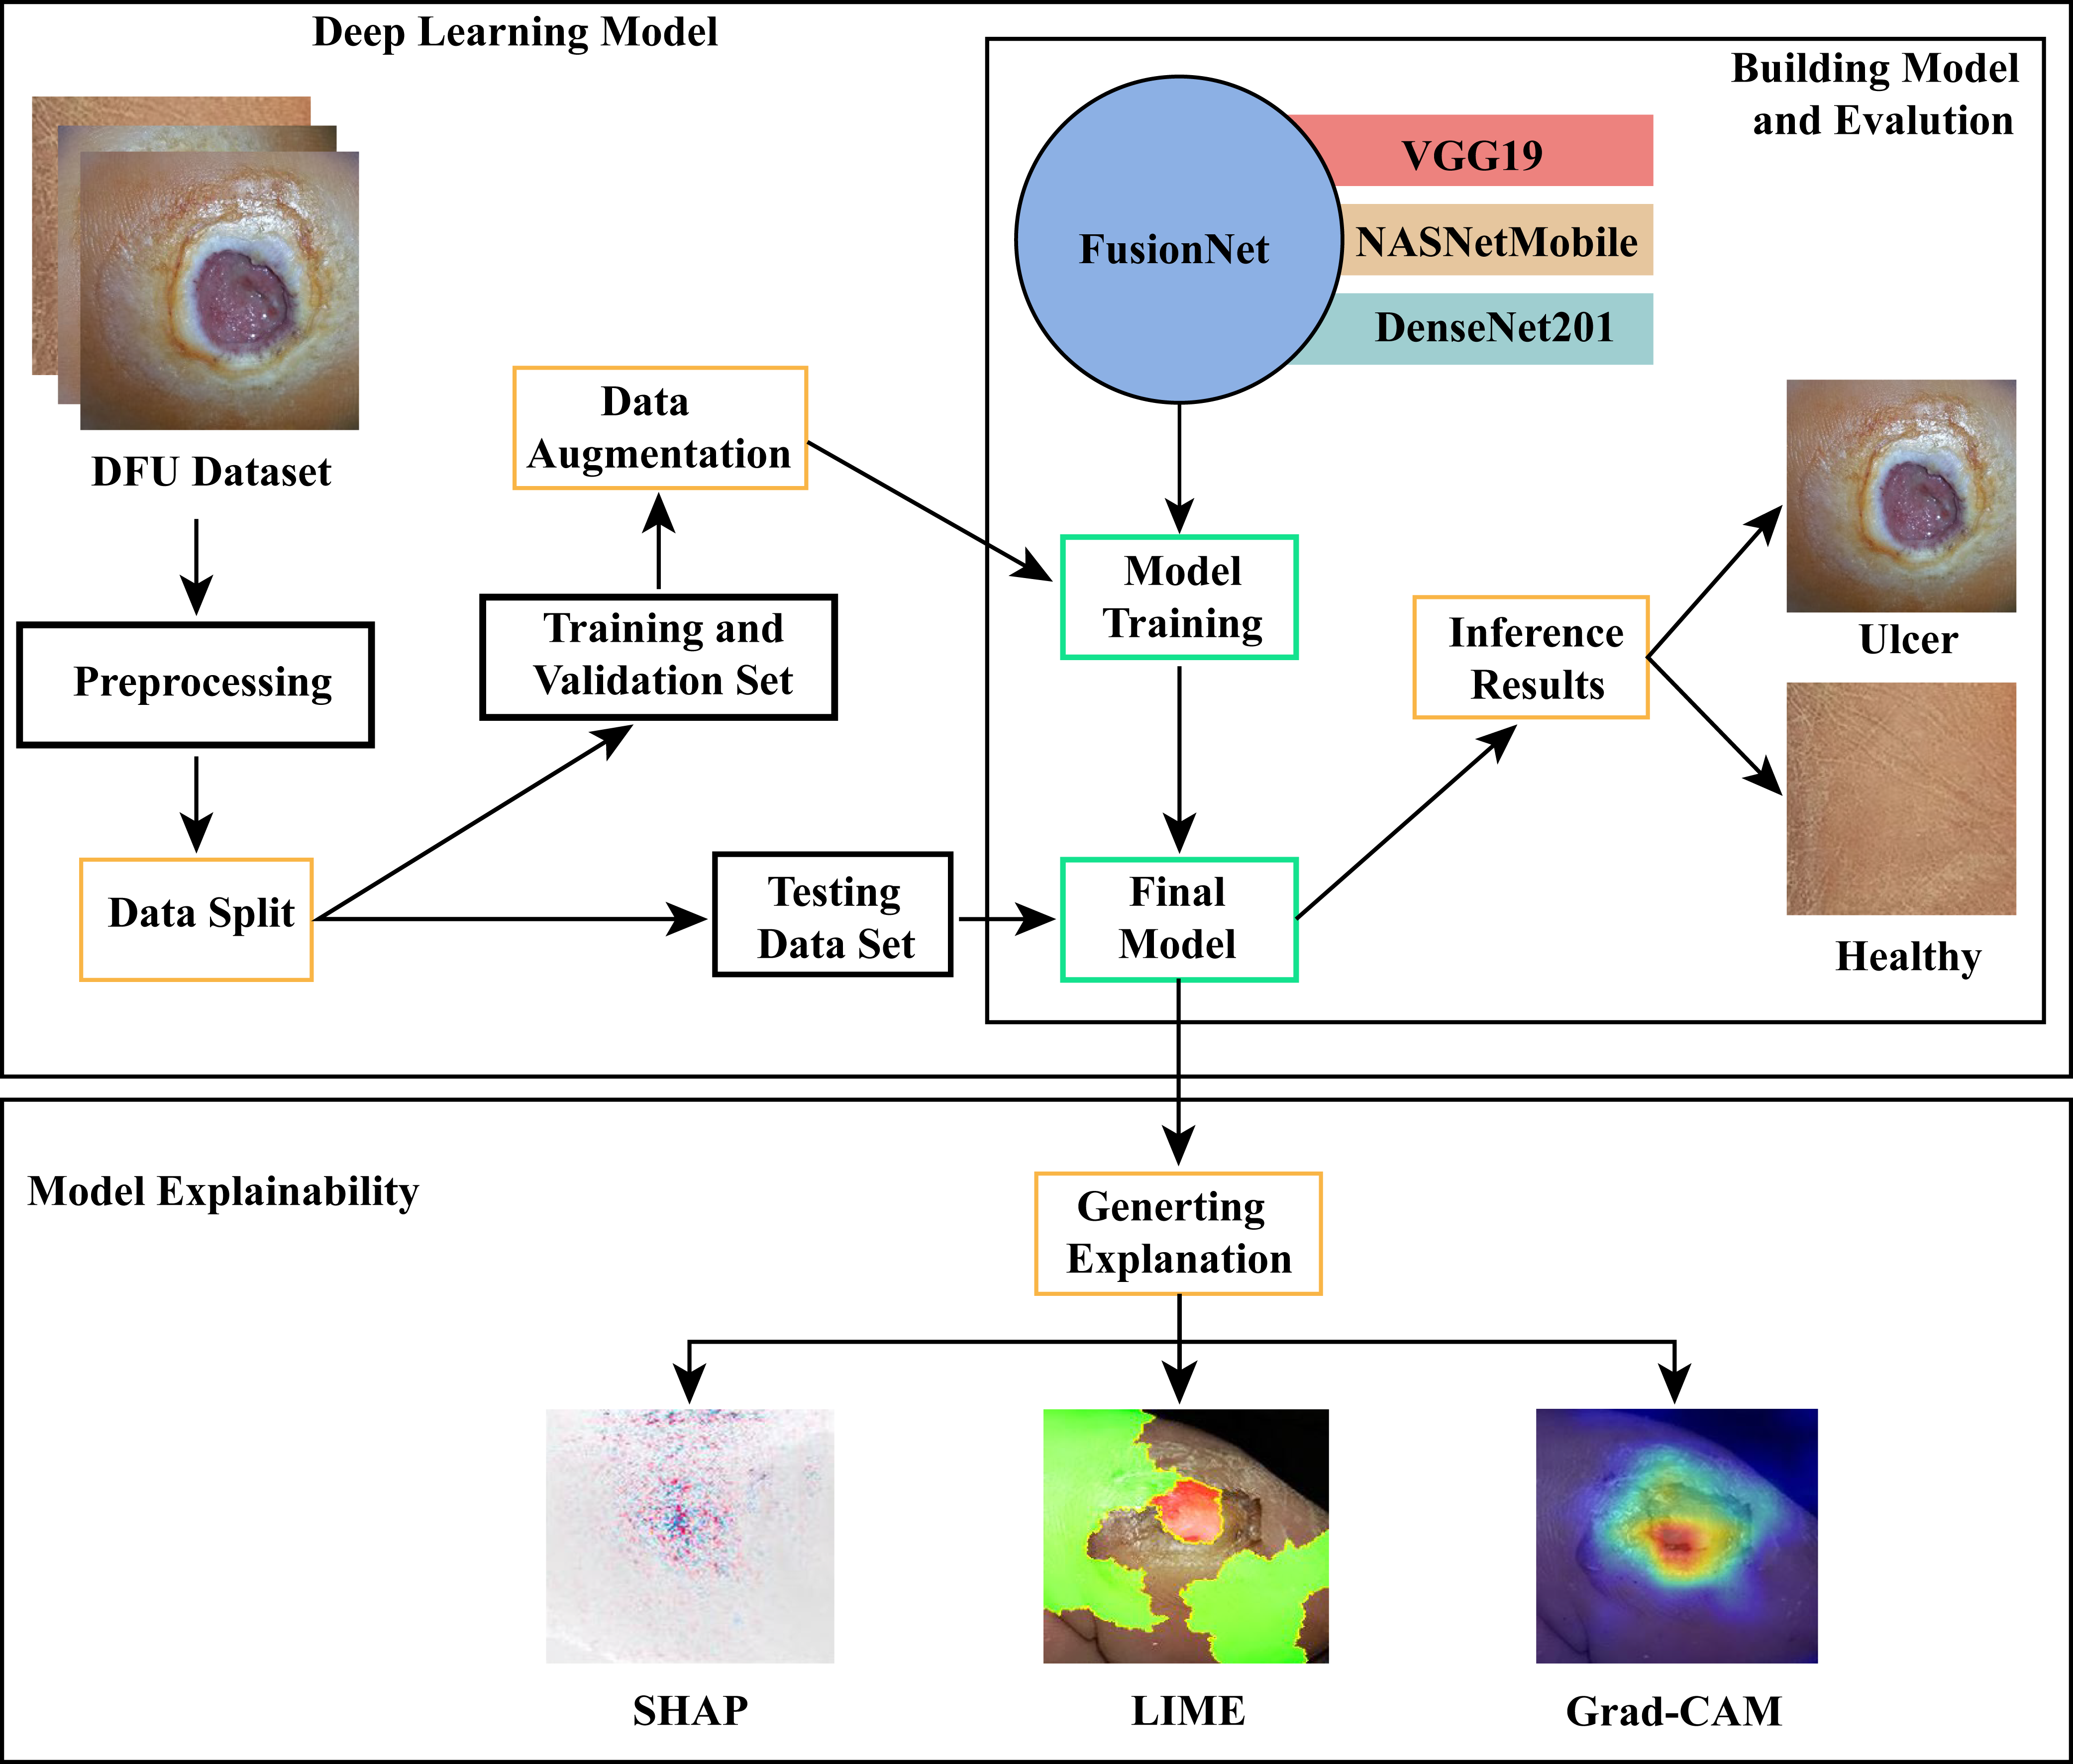 Deep Learning Model
Building Model
and Evalution
VGG19
FusionNet
NASNetMobile
DenseNet201
DFU Dataset
Data
Augmentation
Preprocessing
Training and
Validation Set
Model
Training
Inference
Results
Ulcer
Data Split
Testing
Data Set
Final
Model
Healthy
Model Explainability
Generting
Explanation
SHAP
LIME
Grad-CAM